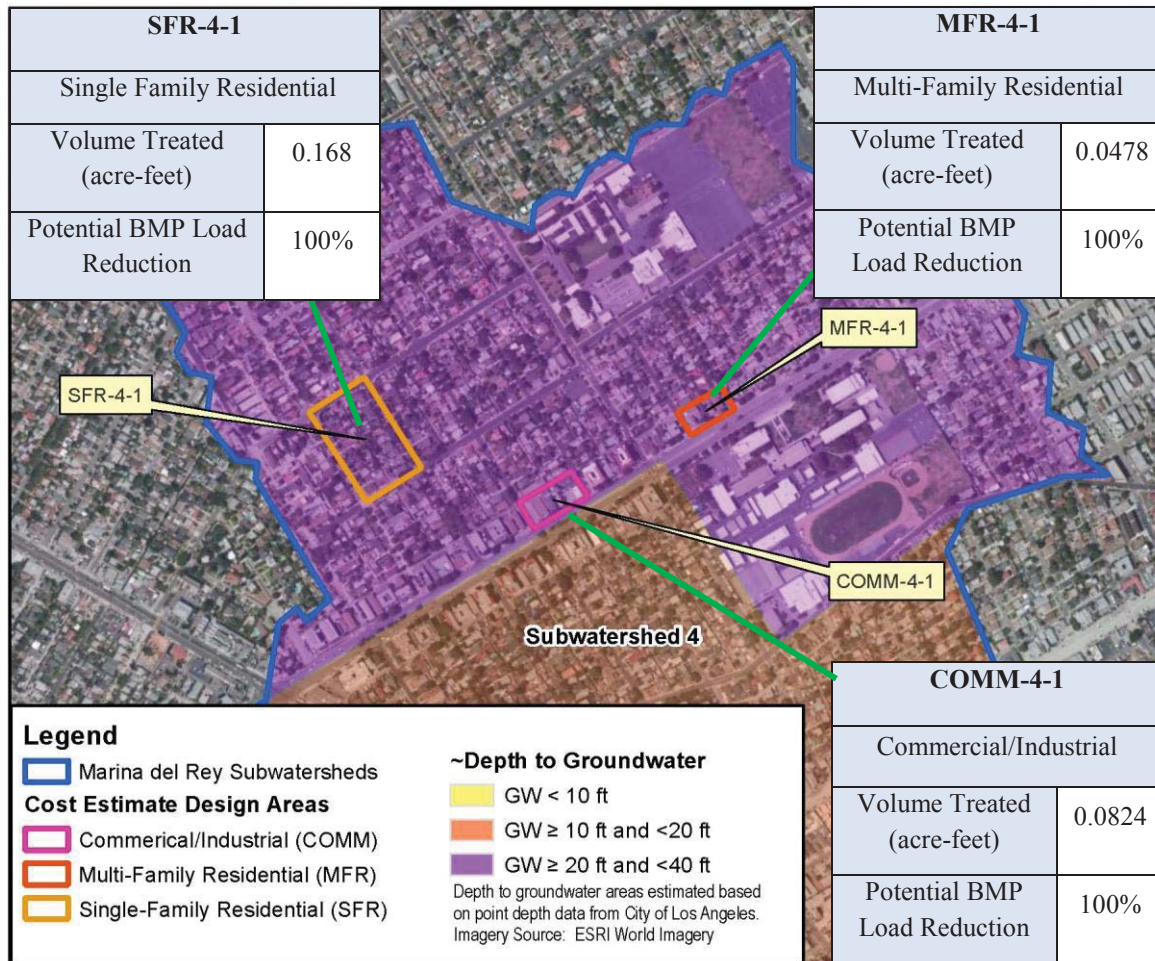 SFR-4-1
Single Family Residential
Volume Treated
(acre-feet)
0.168
Potential BMP Load
Reduction
100%
MFR-4-1
Multi-Family Residential
Volume Treated
(acre-feet)
0.0478
Potential BMP
Load Reduction
100%
MFR-4-1
SFR-4-1
COMM-4-1
Subwatershed 4
COMM-4-1
Commercial/Industrial
Volume Treated
(acre-feet)
0.0824
Potential BMP
Load Reduction
100%
Legend
Marina del Rey Subwatersheds
Cost Estimate Design Areas
Commerical/Industrial (COMM)
Multi-Family Residential (MFR)
Single-Family Residential (SFR)
~Depth to Groundwater
GW < 10 ft
GW ≥ 10 ft and <20 ft
GW ≥ 20 ft and <40 ft
Depth to groundwater areas estimated based
on point depth data from City of Los Angeles.
Imagery Source: ESRI World Imagery